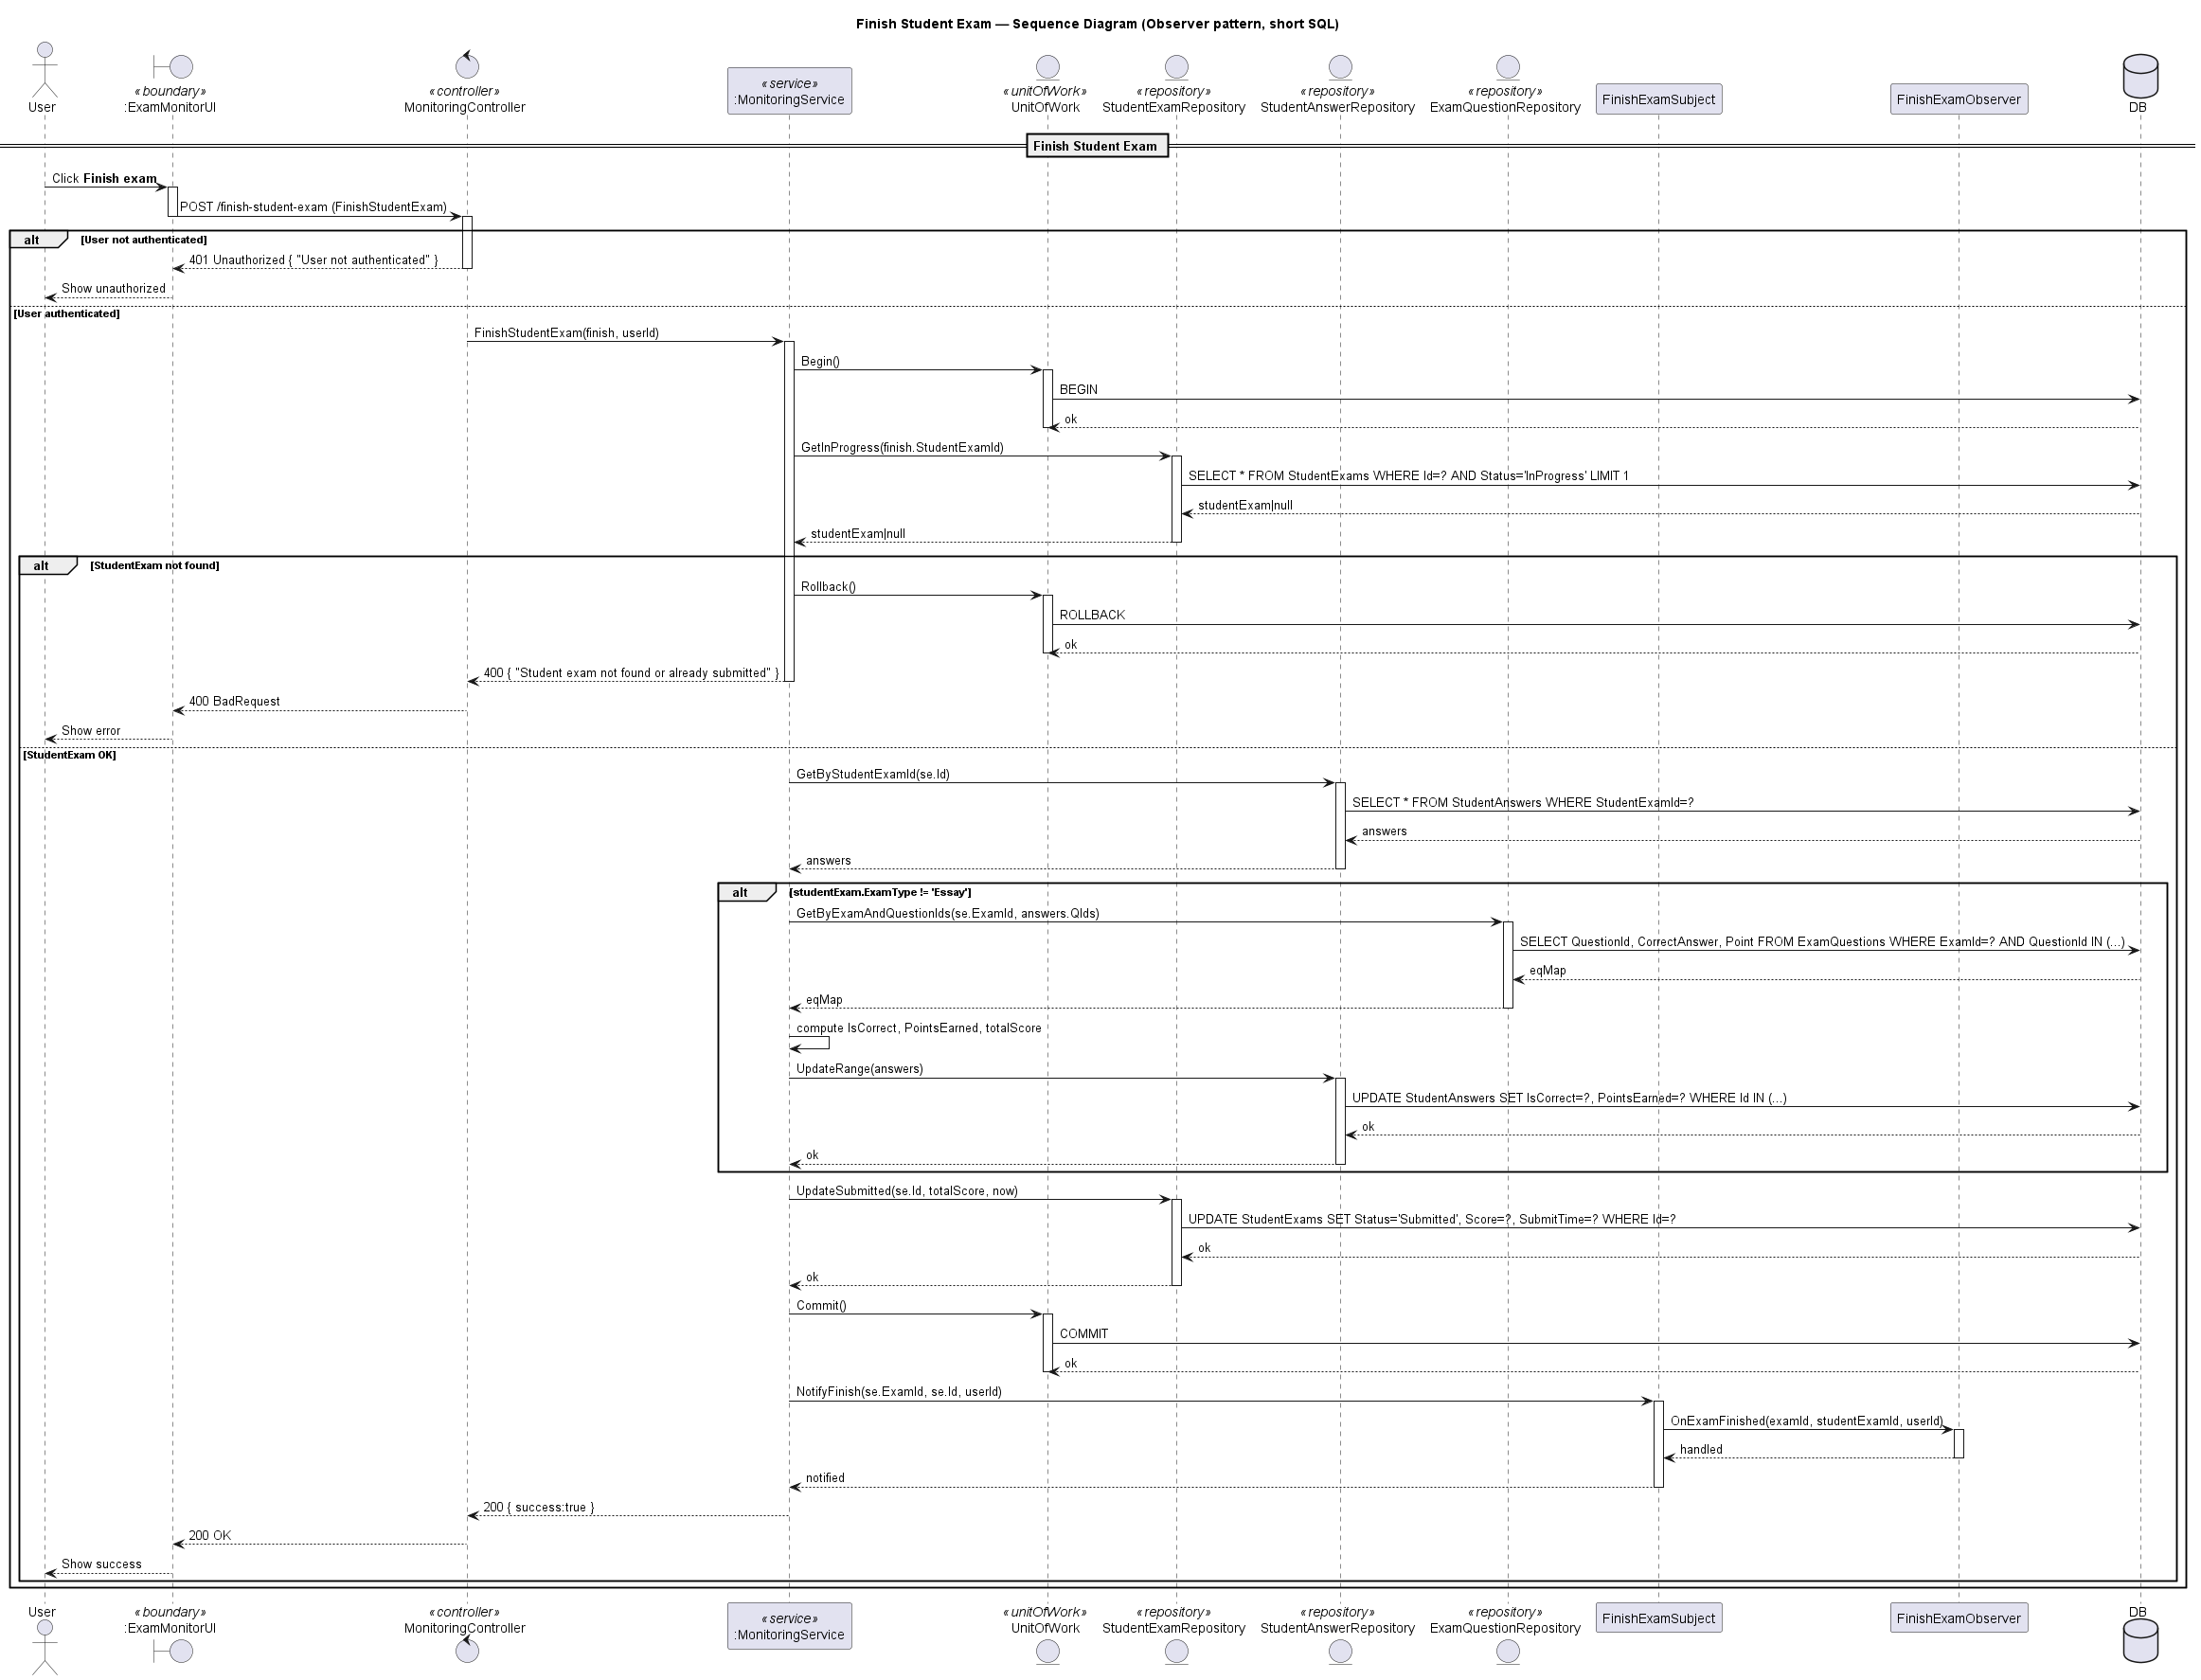 Finish Student Exam — Sequence Diagram (Observer pattern, short SQL)
User
«boundary»
:ExamMonitorUI
«controller»
MonitoringController
«service»
:MonitoringService
«unitOfWork»
UnitOfWork
«repository»
StudentExamRepository
«repository»
StudentAnswerRepository
«repository»
ExamQuestionRepository
FinishExamSubject
FinishExamObserver
DB
Finish Student Exam
Click Finish exam
POST /finish-student-exam (FinishStudentExam)
alt [User not authenticated]
401 Unauthorized { "User not authenticated" }
Show unauthorized
[User authenticated]
FinishStudentExam(finish, userId)
Begin()
BEGIN
ok
GetInProgress(finish.StudentExamId)
SELECT * FROM StudentExams WHERE Id=? AND Status='InProgress' LIMIT 1
studentExam|null
studentExam|null
alt [StudentExam not found]
Rollback()
ROLLBACK
ok
400 { "Student exam not found or already submitted" }
400 BadRequest
Show error
[StudentExam OK]
GetByStudentExamId(se.Id)
SELECT * FROM StudentAnswers WHERE StudentExamId=?
answers
answers
alt [studentExam.ExamType != 'Essay']
GetByExamAndQuestionIds(se.ExamId, answers.QIds)
SELECT QuestionId, CorrectAnswer, Point FROM ExamQuestions WHERE ExamId=? AND QuestionId IN (...)
eqMap
eqMap
compute IsCorrect, PointsEarned, totalScore
UpdateRange(answers)
UPDATE StudentAnswers SET IsCorrect=?, PointsEarned=? WHERE Id IN (...)
ok
ok
UpdateSubmitted(se.Id, totalScore, now)
UPDATE StudentExams SET Status='Submitted', Score=?, SubmitTime=? WHERE Id=?
ok
ok
Commit()
COMMIT
ok
NotifyFinish(se.ExamId, se.Id, userId)
OnExamFinished(examId, studentExamId, userId)
handled
notified
200 { success:true }
200 OK
Show success
User
«boundary»
:ExamMonitorUI
«controller»
MonitoringController
«service»
:MonitoringService
«unitOfWork»
UnitOfWork
«repository»
StudentExamRepository
«repository»
StudentAnswerRepository
«repository»
ExamQuestionRepository
FinishExamSubject
FinishExamObserver
DB